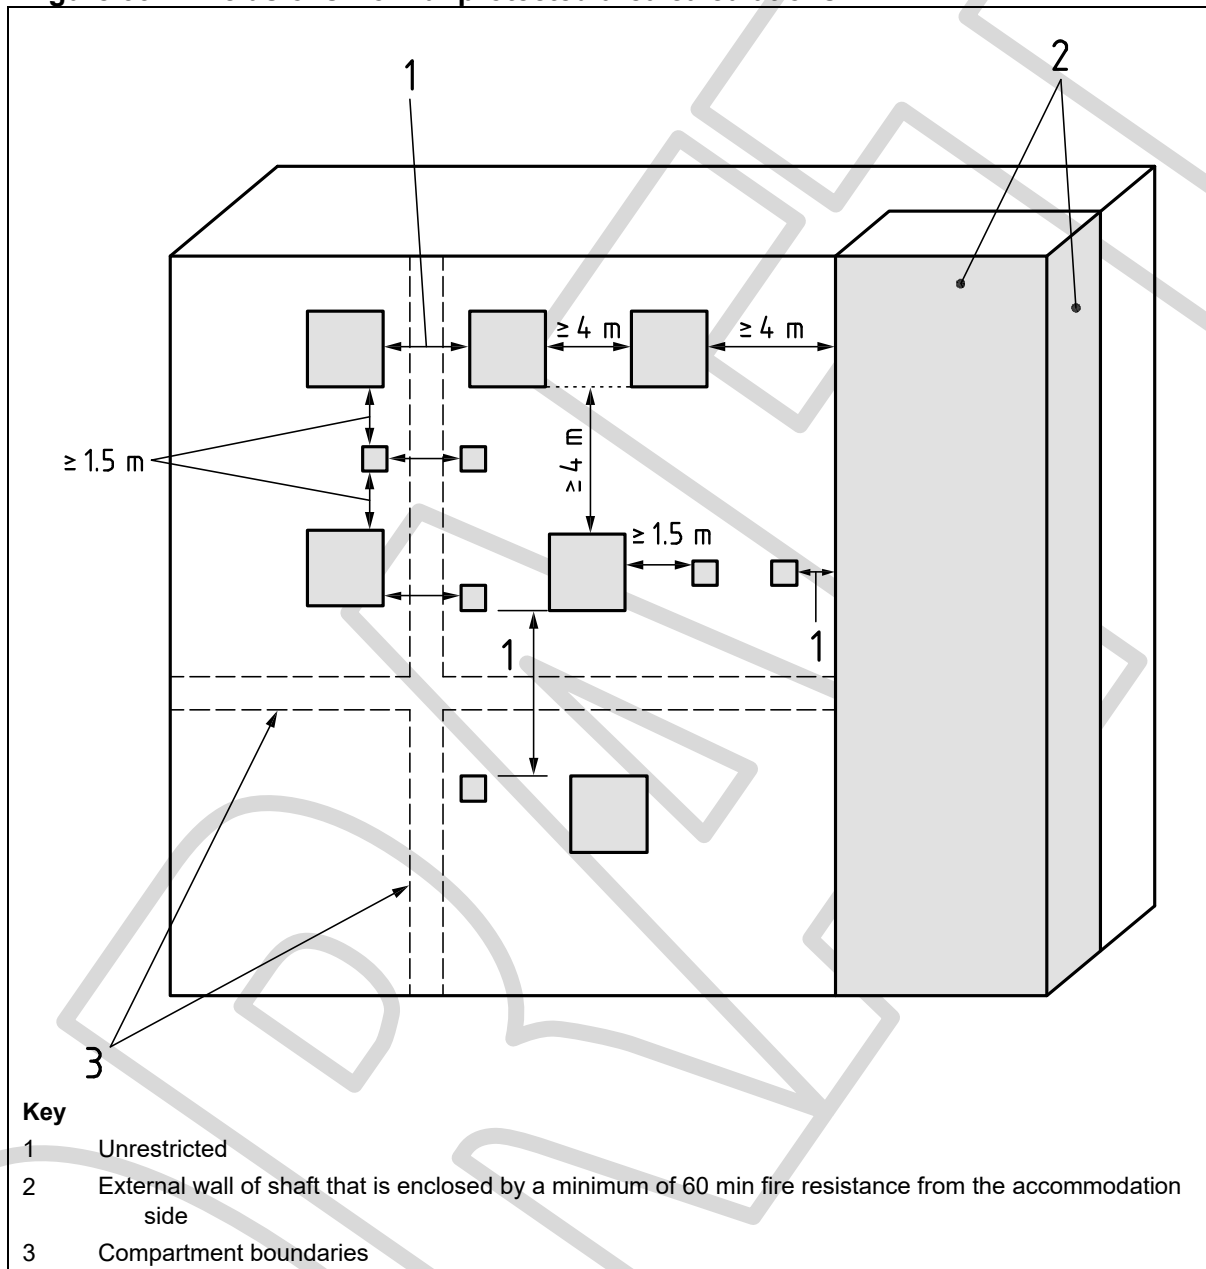 1
2
≥ 4 m
≥ 4 m
≥ 1.5 m
≥ 4 m
≥ 1.5 m
1
1
3
Key
1 Unrestricted
2 External wall of shaft that is enclosed by a minimum of 60 min fire resistance from the accommodation
side
3 Compartment boundaries